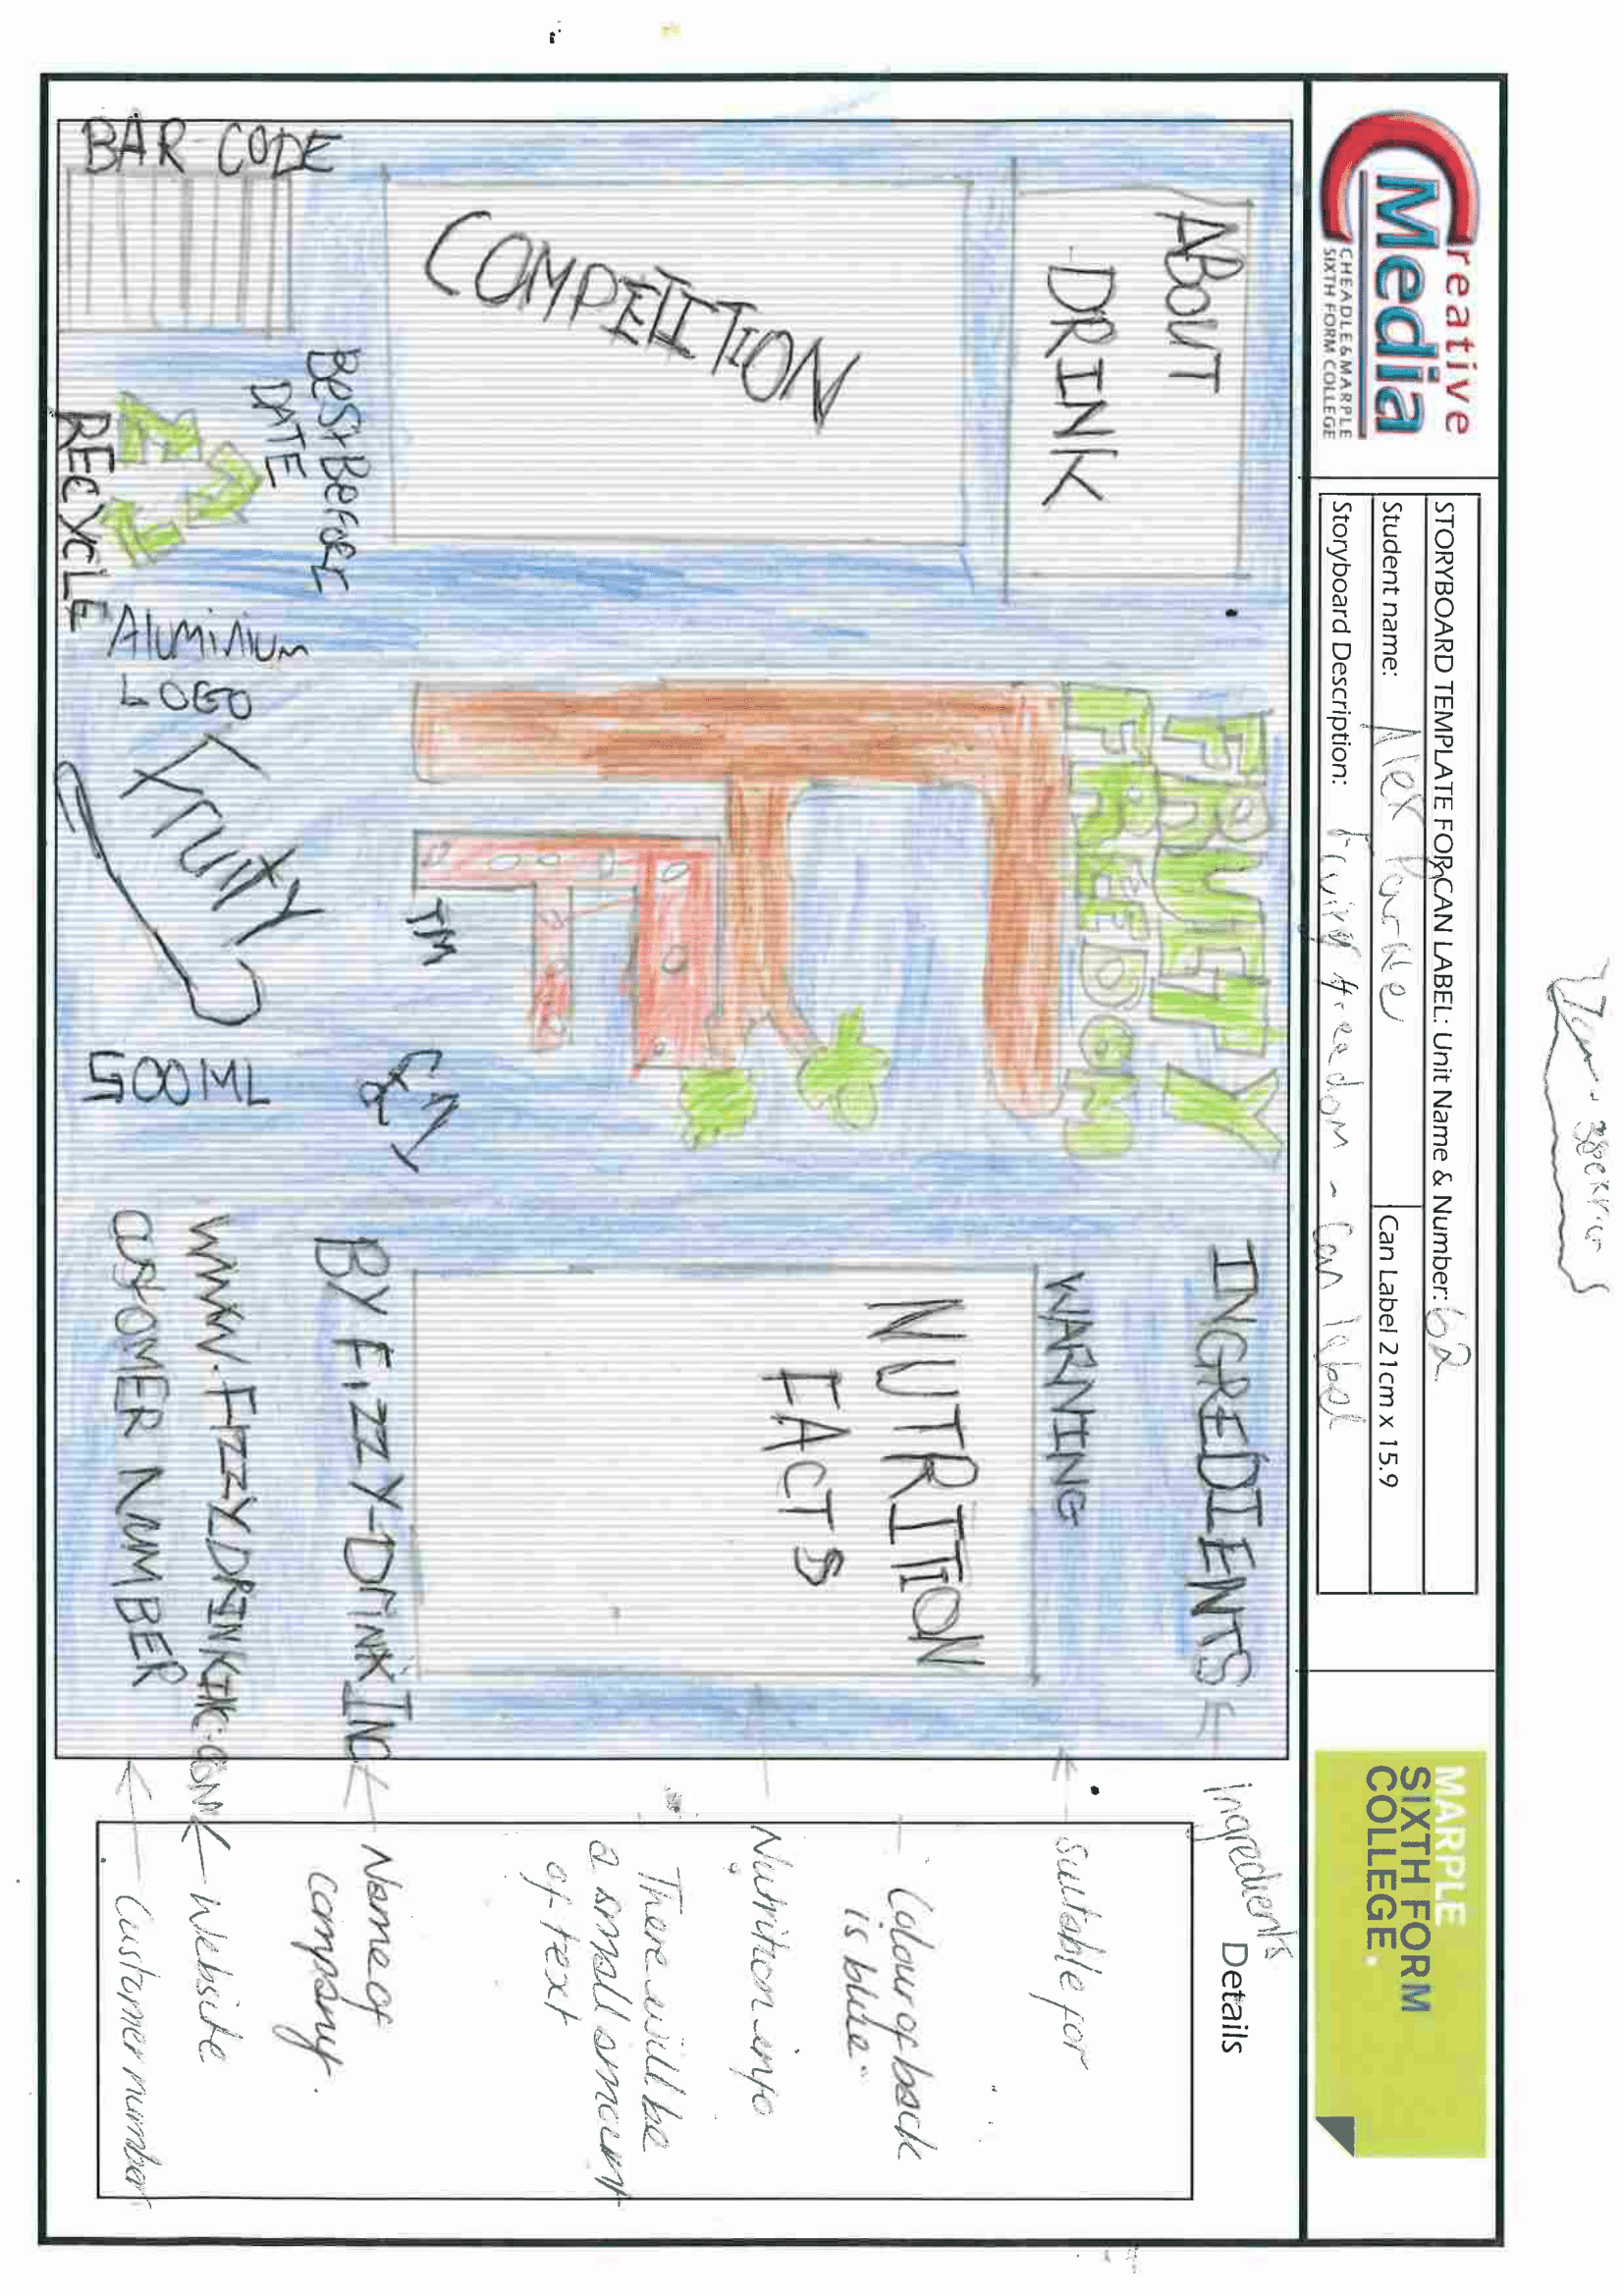 Creative
Media
CHEADLE & MARPLE
SIXTH FORM COLLEGE
STORYBOARD TEMPLATE FOR CAN LABEL: Unit Name & Number: 62
Student name: Alex
Can Label 21cm x 15.9
Storyboard Description: freedom - Can label
MARPLE
SIXTH FORM
COLLEGE
ABOUT
DRINK
COMPETITION
BAR CODE
BEST BEFORE
DATE
RECYCLE
Aluminium
LOGO
FRUITY
FREEDOM
TM
Fruity
500ML
INGREDIENTS
WARNING
NUTRITION
FACTS
BY FIZZY-DrINK INC
WWW.FIZZYDRINKINC.COM
CUSTOMER NUMBER
Details
ingredients
suitable for
Colour of back
is blue
Nutrition info
There will be
a small amount
of text
Name of
company.
Website
Customer number